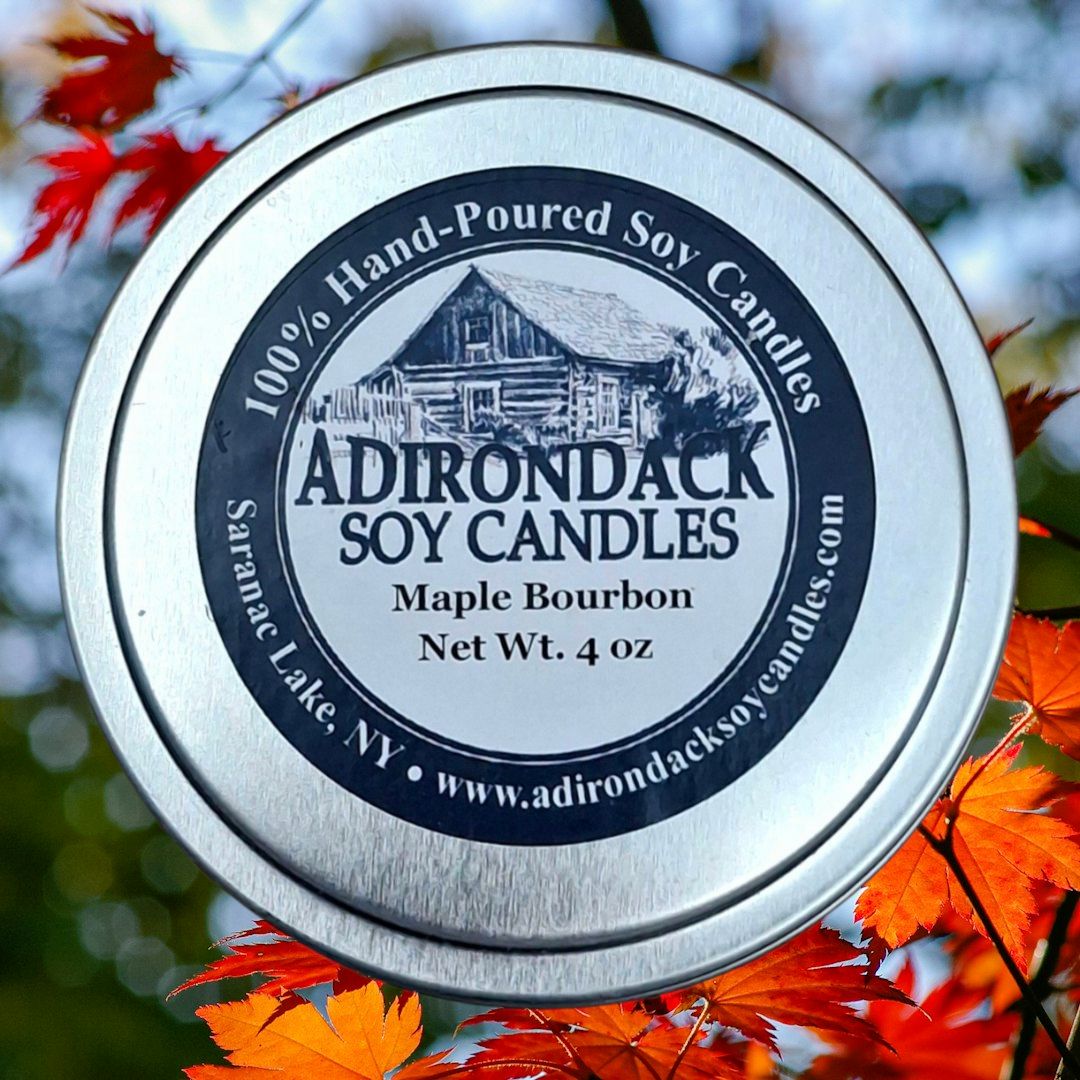 100% Hand-Poured Soy Candles
ADIRONDACK
SOY CANDLES
Maple Bourbon
Net Wt. 4 oz
Saranac Lake, NY • www.adirondacksoycandles.com